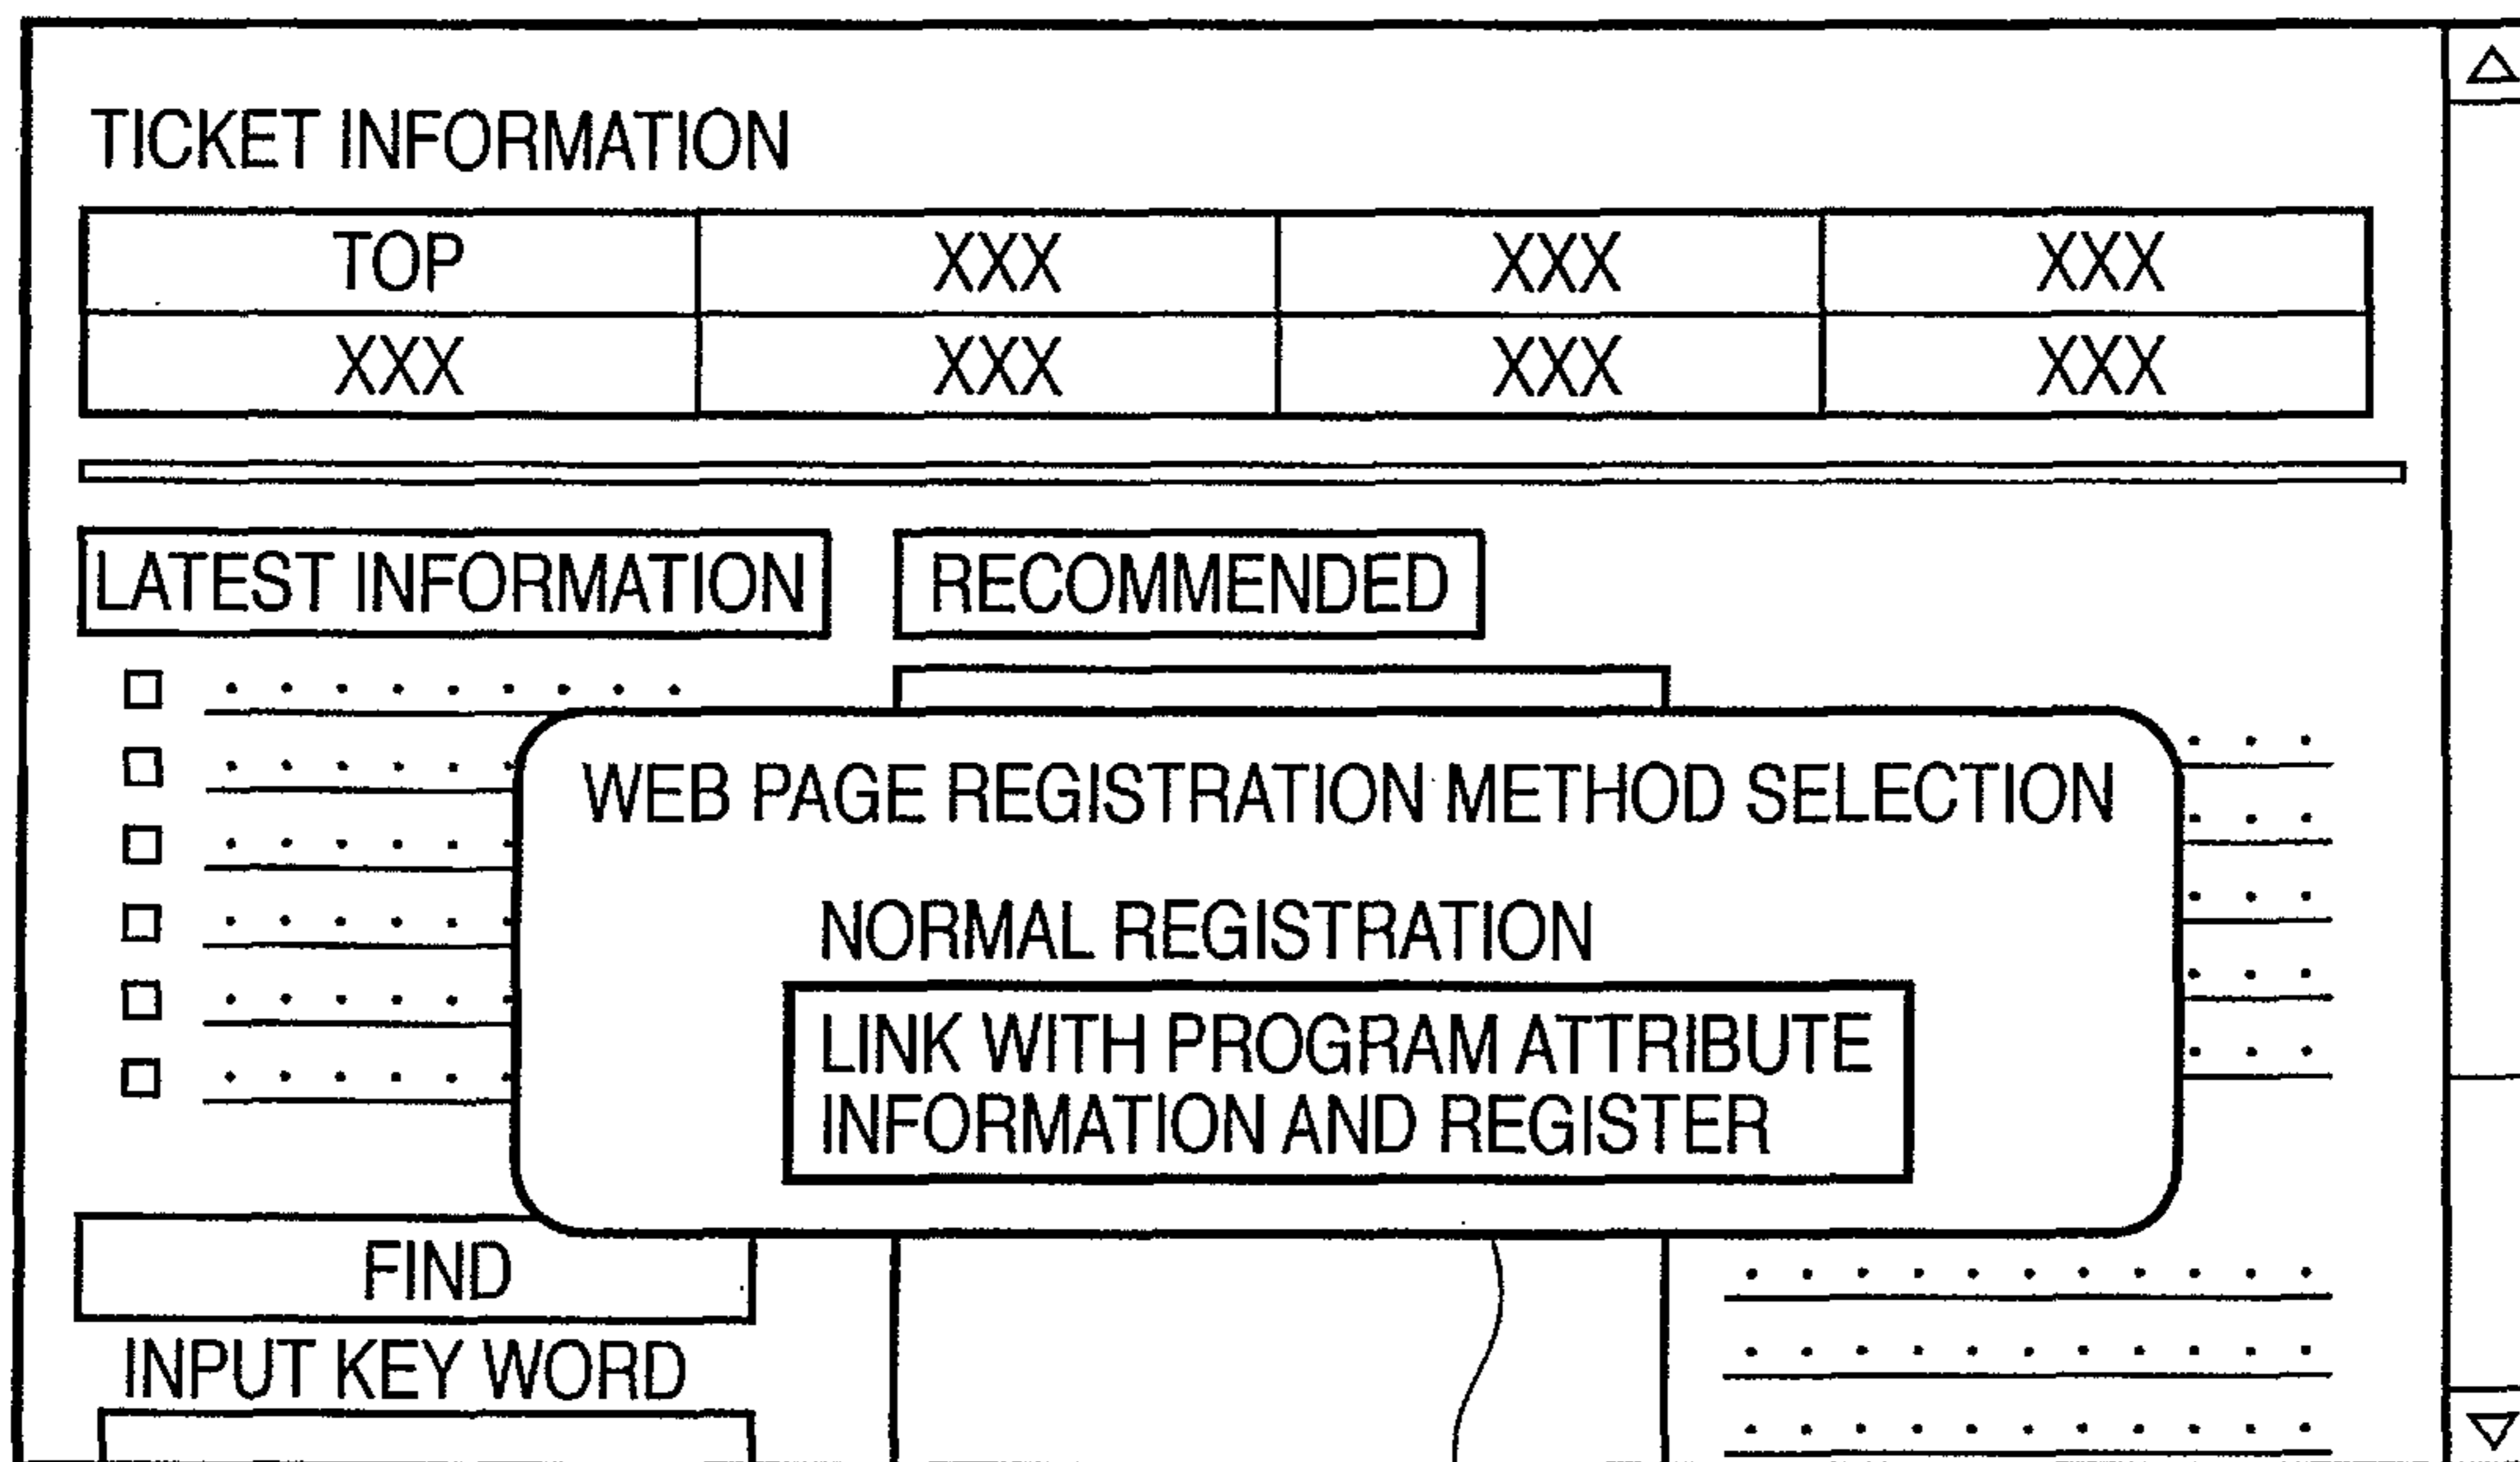 TICKET INFORMATION
TOP XXX XXX XXX
XXX XXX XXX XXX
LATEST INFORMATION RECOMMENDED
WEB PAGE REGISTRATION METHOD SELECTION
NORMAL REGISTRATION
LINK WITH PROGRAM ATTRIBUTE
INFORMATION AND REGISTER
FIND
INPUT KEY WORD